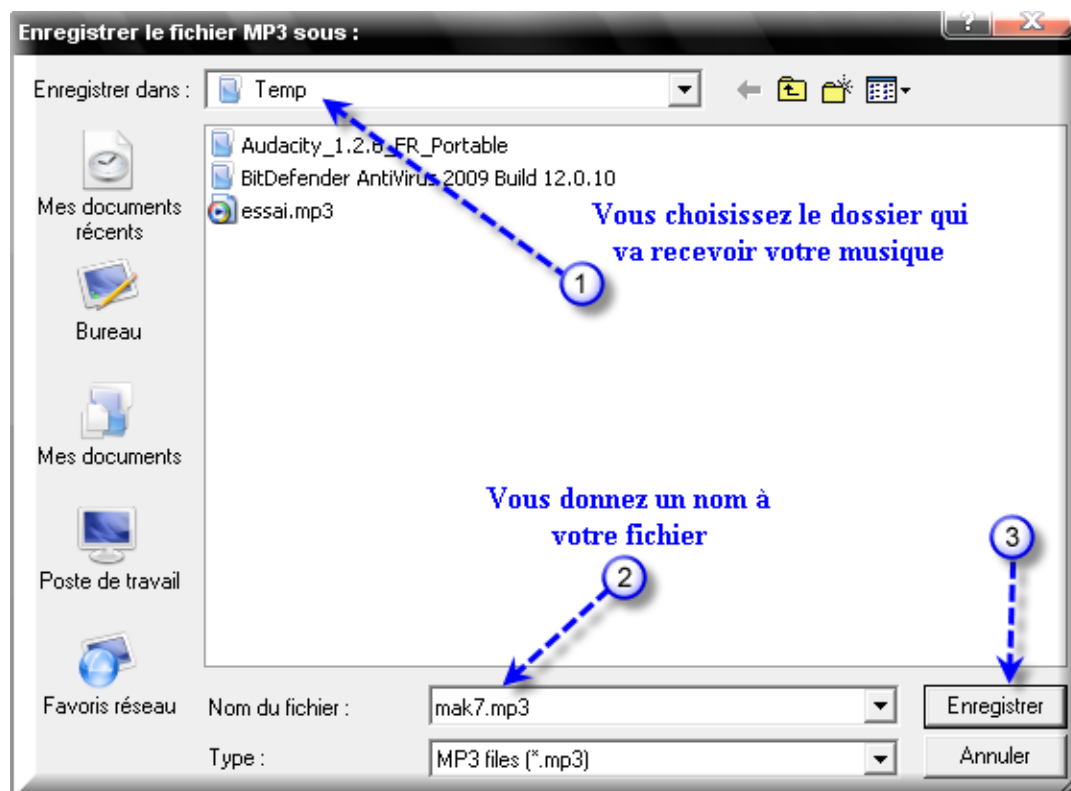 Enregistrer le fichier MP3 sous :
?
Enregistrer dans :
Temp
Audacity_1.2.6_FR_Portable
BitDefender AntiVirus 2009 Build 12.0.10
essai.mp3
Mes documents
récents
Bureau
Mes documents
Poste de travail
Favoris réseau
Vous choisissez le dossier qui
va recevoir votre musique
1
Vous donnez un nom à
votre fichier
2
3
Nom du fichier :
mak7.mp3
Enregistrer
Type :
MP3 files (*.mp3)
Annuler